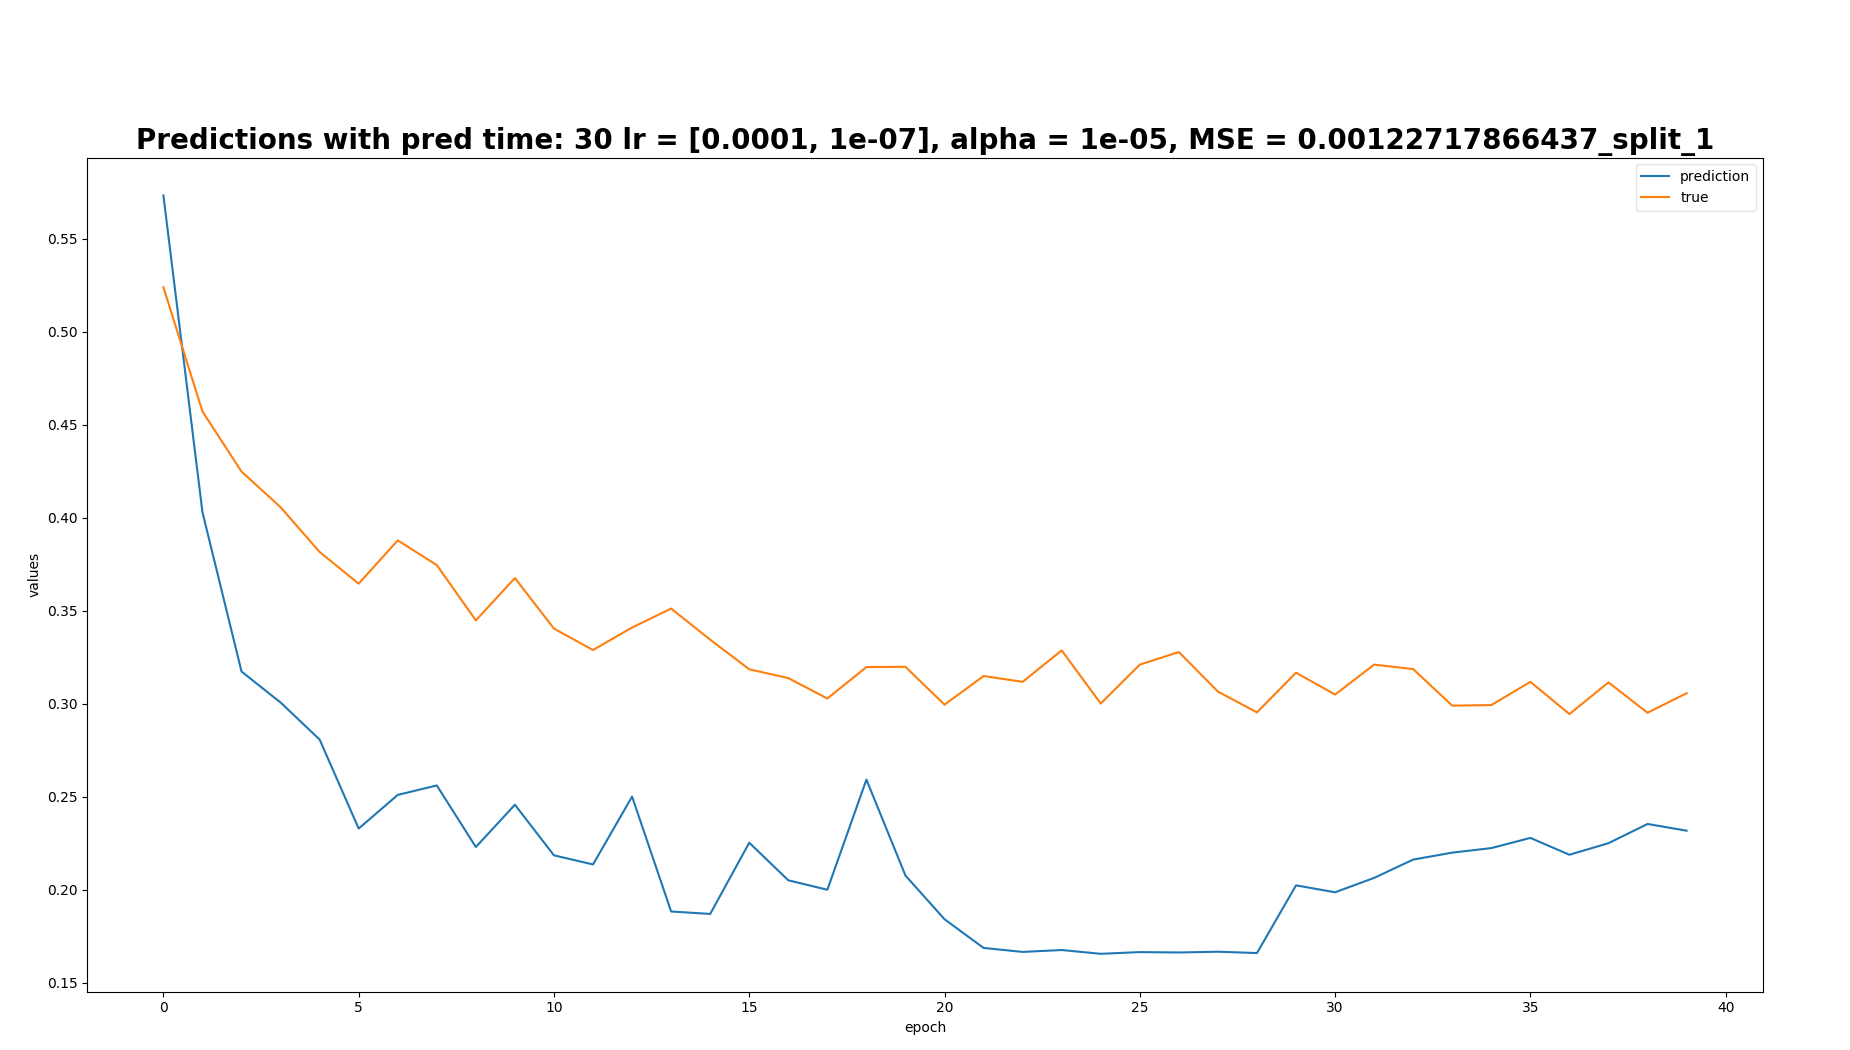 Predictions with pred time: 30 lr = [0.0001, 1e-07], alpha = 1e-05, MSE = 0.00122717866437_split_1
prediction
true
0.55
0.50
0.45
0.40
0.35
0.30
0.25
0.20
0.15
values
0 5 10 15 20 25 30 35 40
epoch